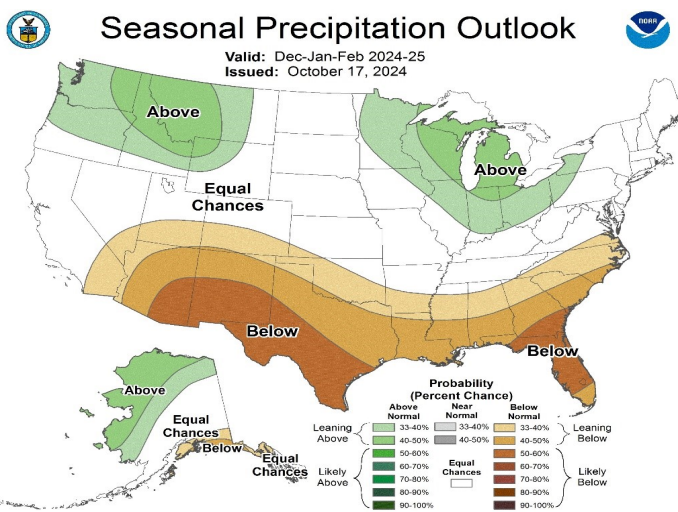 Seasonal Precipitation Outlook
NOAA
Valid: Dec-Jan-Feb 2024-25
Issued: October 17, 2024
Above
Above
Equal
Chances
Below
Below
Above
Equal
Chances
Below
Equal
Chances
Probability
(Percent Chance)
Above
Normal
Near
Normal
Below
Normal
Leaning
Above
33-40%
33-40%
33-40%
Leaning
Below
40-50%
40-50%
40-50%
Likely
Above
50-60%
Equal
Chances
50-60%
Likely
Below
60-70%
60-70%
70-80%
70-80%
80-90%
80-90%
90-100%
90-100%